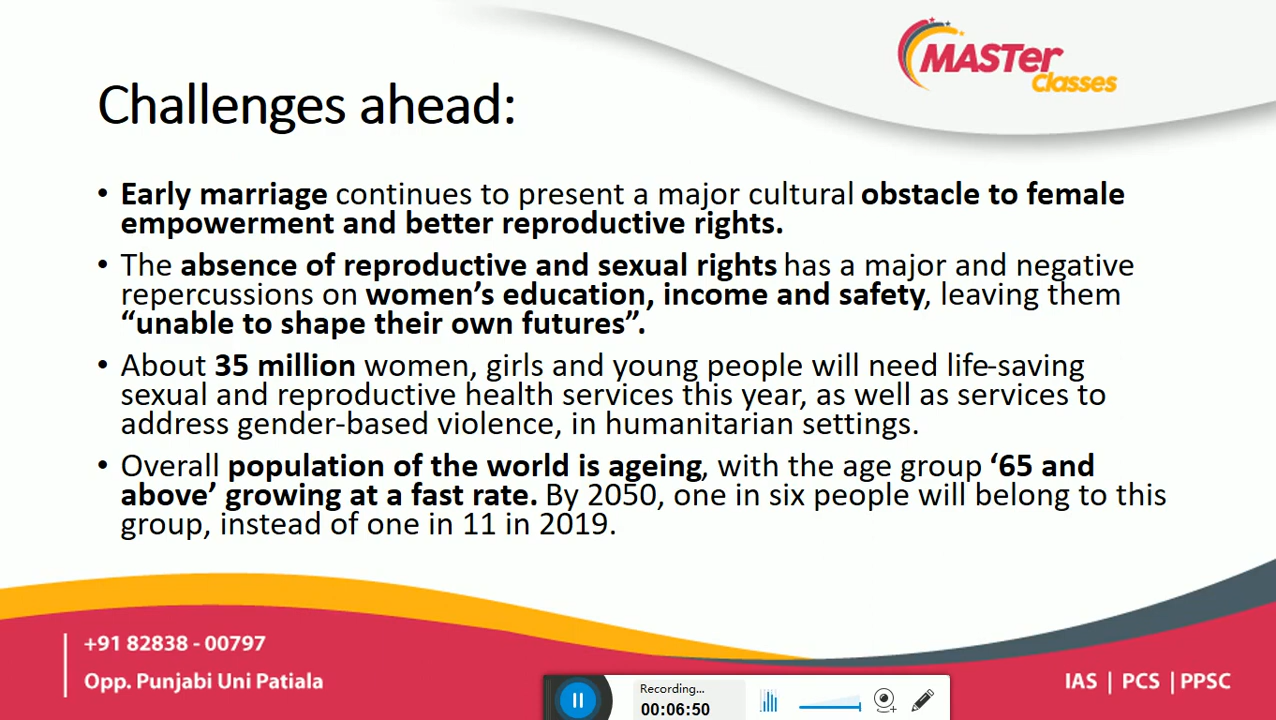 MASTer
Classes
Challenges ahead:
• Early marriage continues to present a major cultural obstacle to female
empowerment and better reproductive rights.
• The absence of reproductive and sexual rights has a major and negative
repercussions on women’s education, income and safety, leaving them
“unable to shape their own futures”.
• About 35 million women, girls and young people will need life-saving
sexual and reproductive health services this year, as well as services to
address gender-based violence, in humanitarian settings.
• Overall population of the world is ageing, with the age group ‘65 and
above’ growing at a fast rate. By 2050, one in six people will belong to this
group, instead of one in 11 in 2019.
+91 82838 - 00797
Opp. Punjabi Uni Patiala
Recording...
00:06:50
IAS | PCS | PPSC